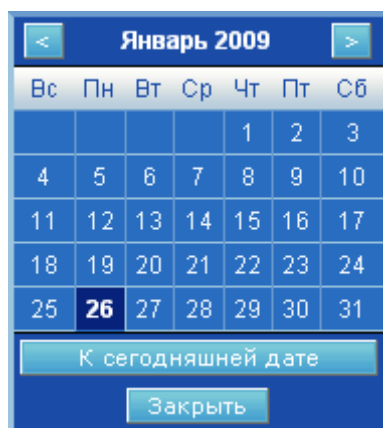 < Январь 2009 >
Вс Пн Вт Ср Чт Пт Сб
1 2 3
4 5 6 7 8 9 10
11 12 13 14 15 16 17
18 19 20 21 22 23 24
25 26 27 28 29 30 31
К сегодняшней дате
Закрыть